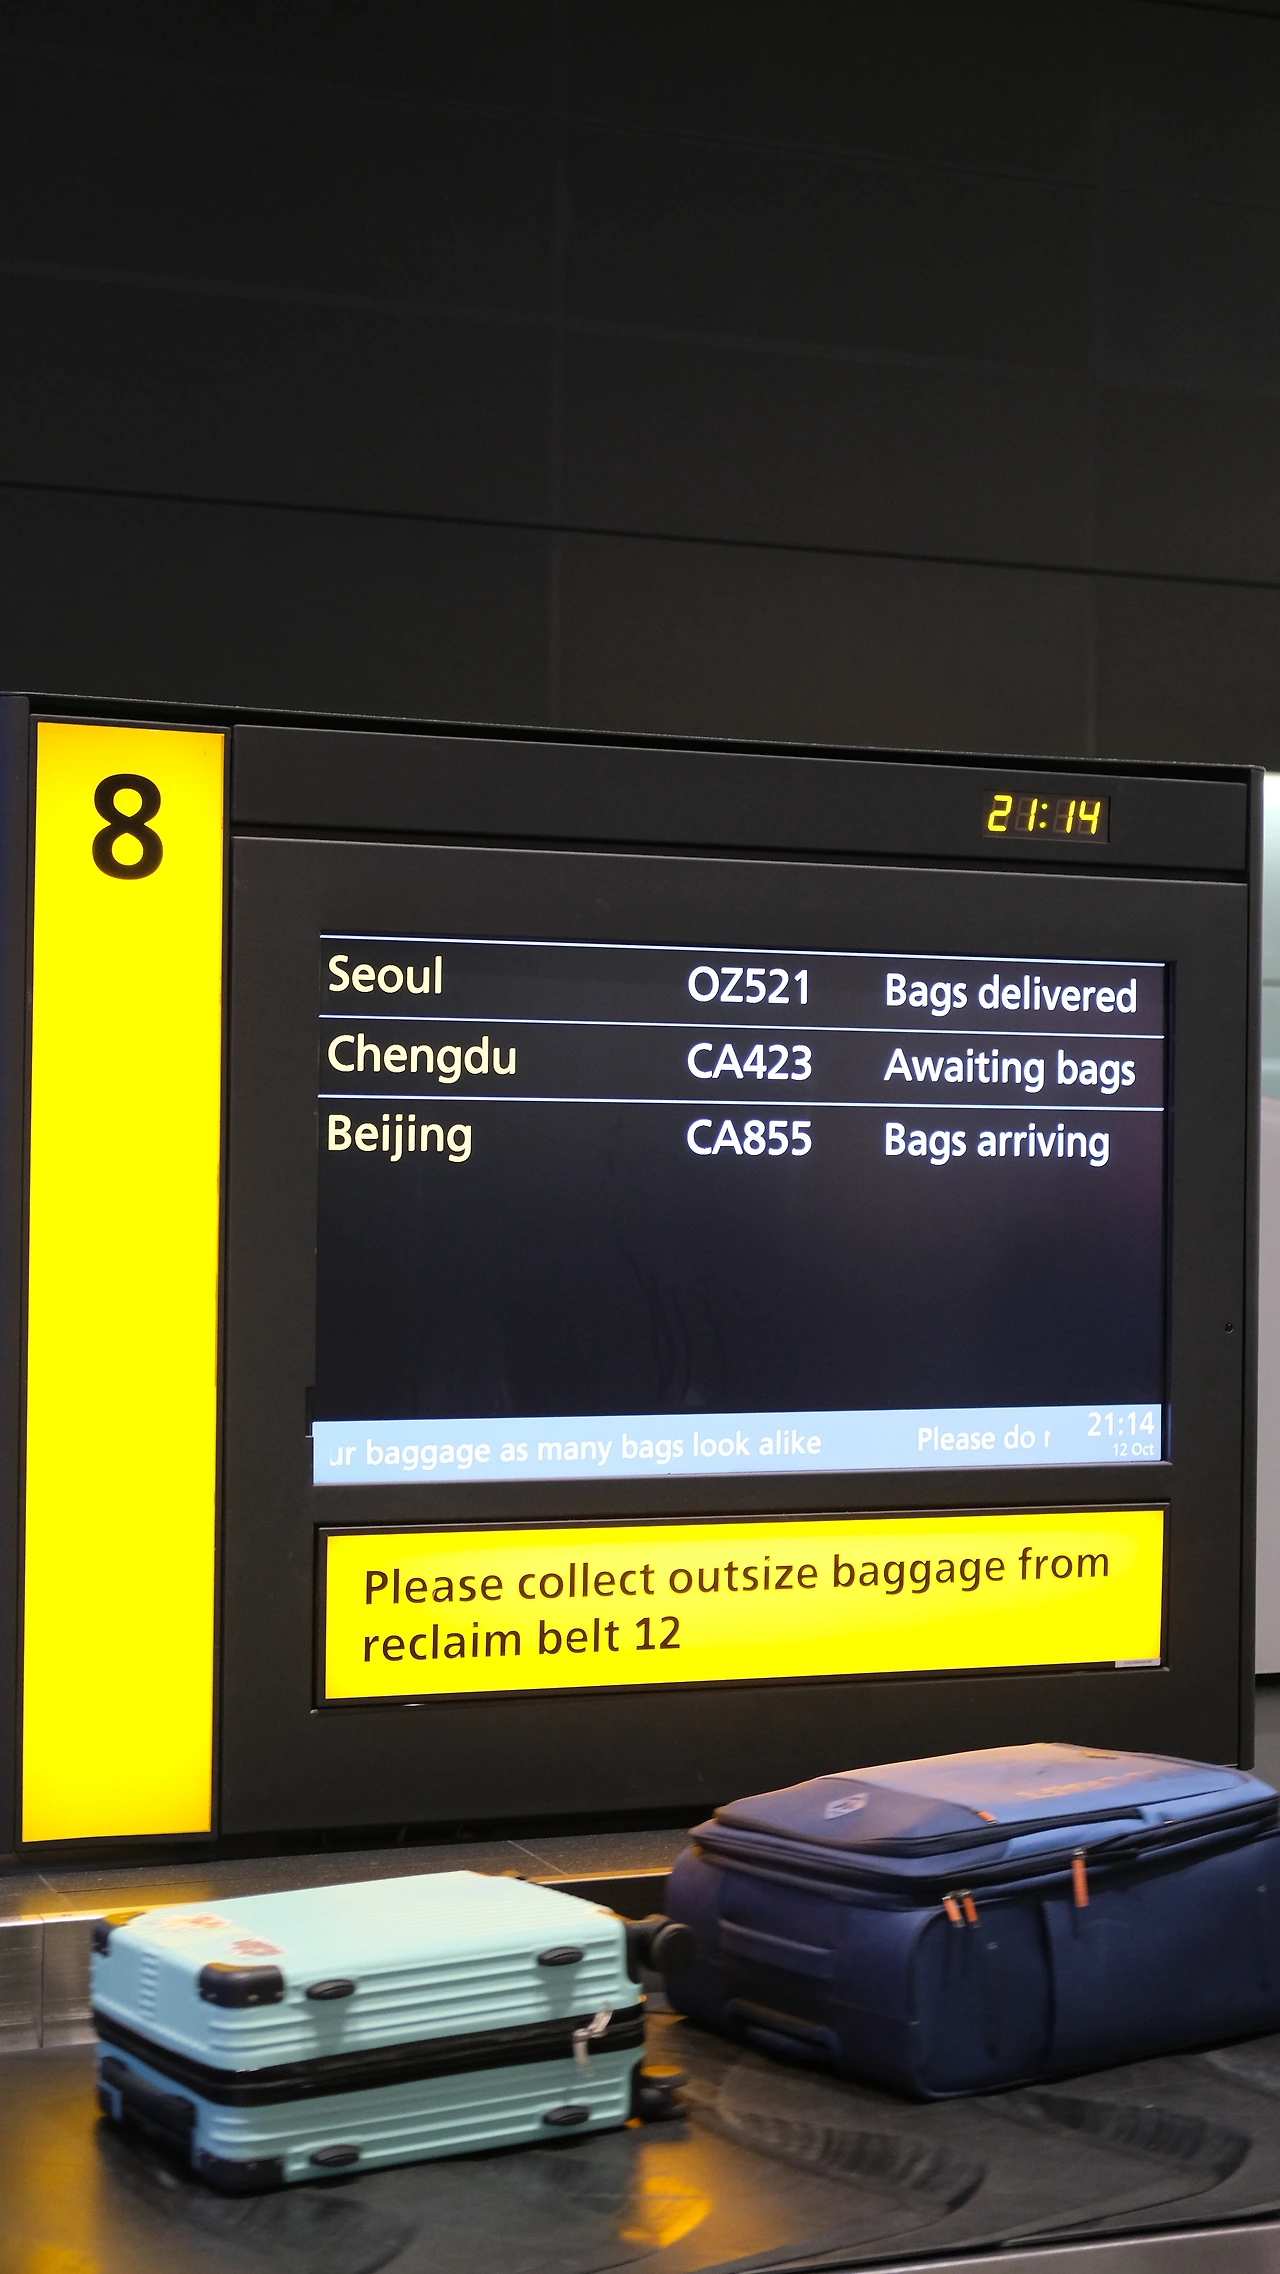 8
21:14
Seoul OZ521 Bags delivered
Chengdu CA423 Awaiting bags
Beijing CA855 Bags arriving
ur baggage as many bags look alike Please do
21:14
12 Oct
Please collect outsize baggage from
reclaim belt 12